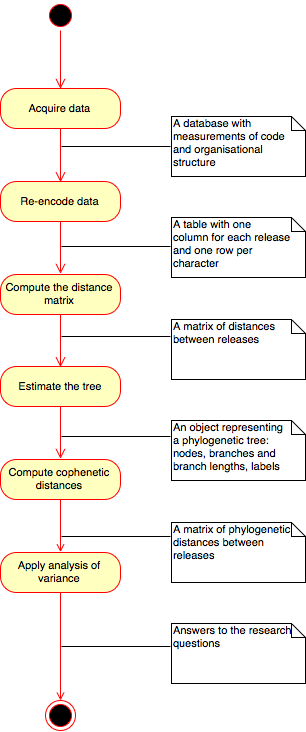 Acquire data
A database with
measurements of code
and organisational
structure
Re-encode data
A table with one
column for each release
and one row per
character
Compute the distance
matrix
A matrix of distances
between releases
Estimate the tree
An object representing
a phylogenetic tree:
nodes, branches and
branch lengths, labels
Compute cophenetic
distances
A matrix of phylogenetic
distances between
releases
Apply analysis of
variance
Answers to the research
questions